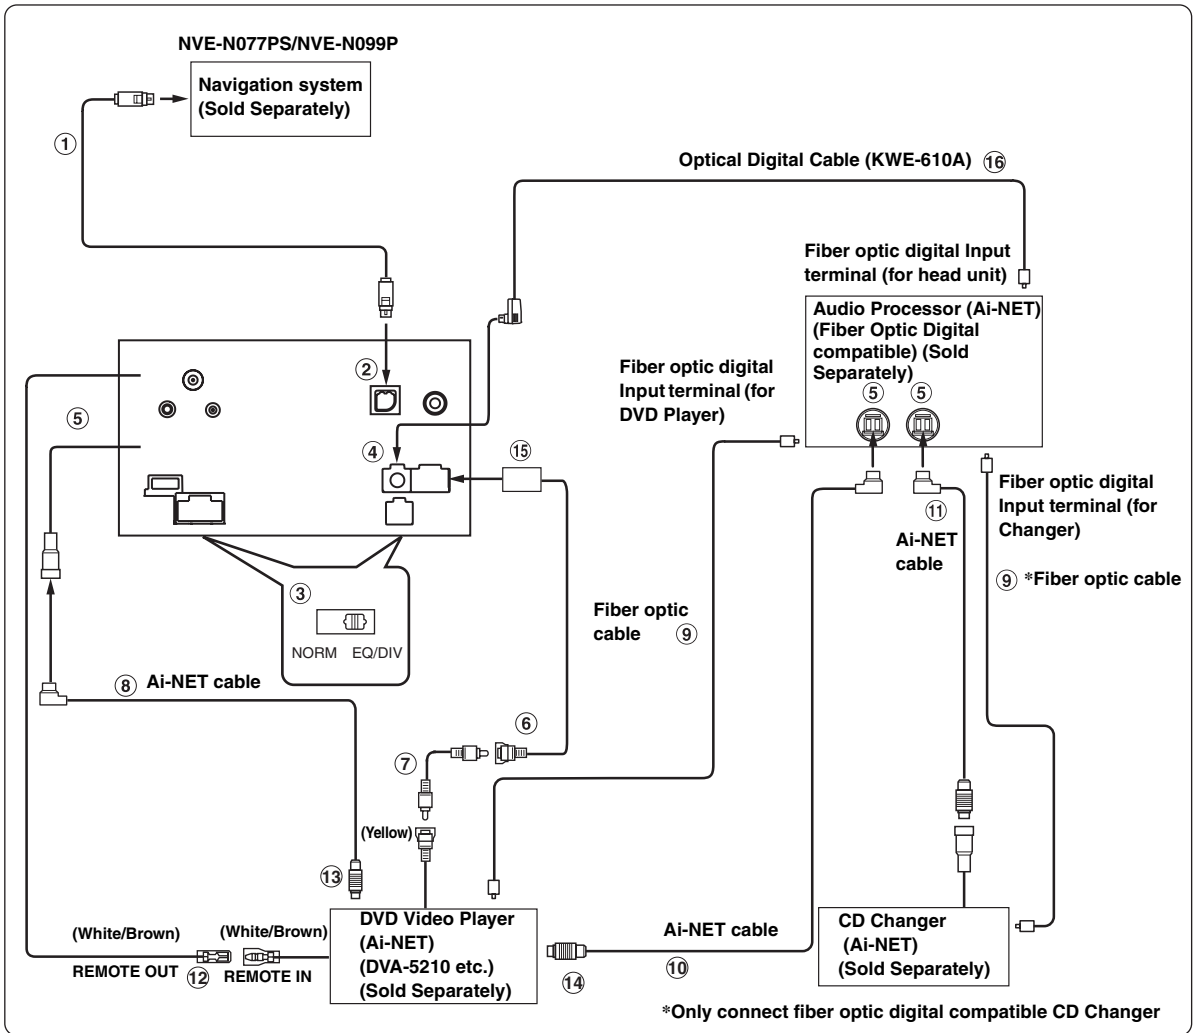 NVE-N077PS/NVE-N099P
Navigation system
(Sold Separately)
①
Optical Digital Cable (KWE-610A) ⑯
Fiber optic digital Input
terminal (for head unit)
Audio Processor (Ai-NET)
(Fiber Optic Digital
compatible) (Sold
Separately)
⑤ ⑤
②
Fiber optic digital
Input terminal (for
DVD Player)
⑤
④
⑮
Fiber optic digital
Input terminal (for
Changer)
⑪
Ai-NET
cable
⑨ *Fiber optic cable
③
NORM EQ/DIV
Fiber optic
cable ⑨
⑧ Ai-NET cable
⑥
⑦
(Yellow)
⑬
DVD Video Player
(Ai-NET)
(DVA-5210 etc.)
(Sold Separately)
(White/Brown) (White/Brown)
REMOTE OUT ⑫ REMOTE IN
Ai-NET cable
⑭ ⑩
CD Changer
(Ai-NET)
(Sold Separately)
*Only connect fiber optic digital compatible CD Changer